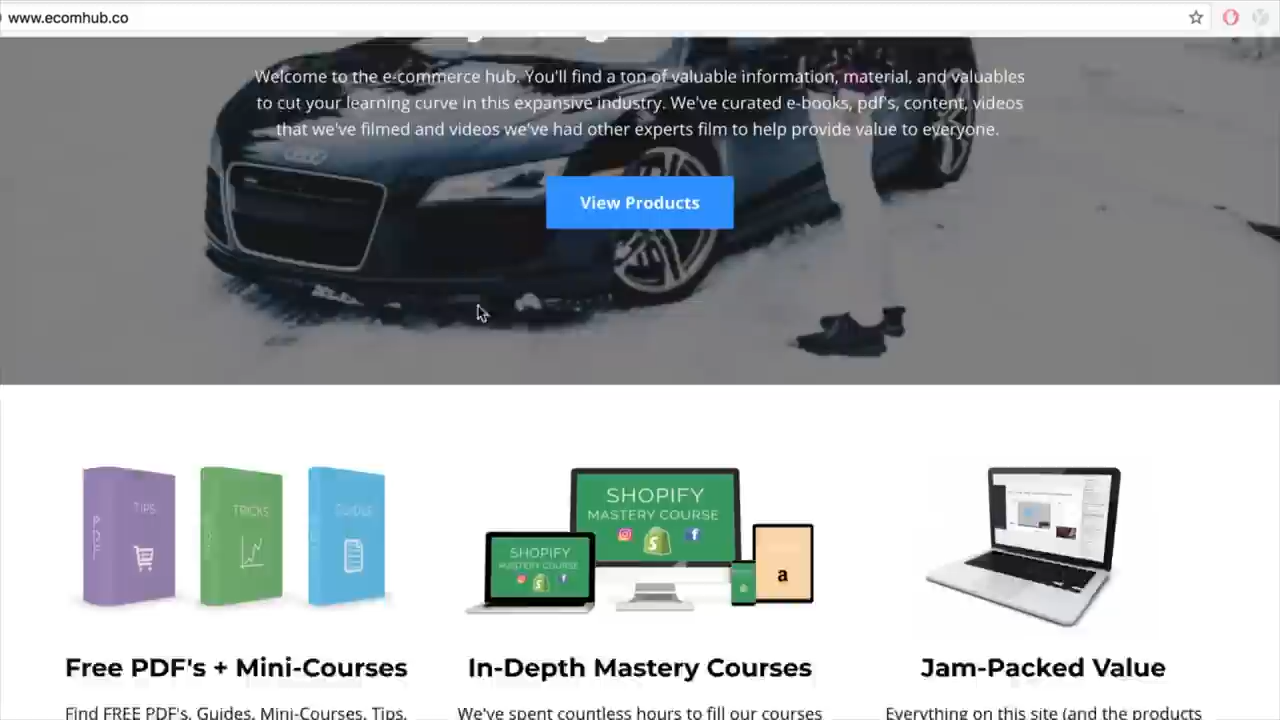 www.ecomhub.co
Welcome to the e-commerce hub. You'll find a ton of valuable information, material, and valuables
to cut your learning curve in this expansive industry. We've curated e-books, pdf's, content, videos
that we've filmed and videos we've had other experts film to help provide value to everyone.
View Products
TIPS
PDF
TRICKS
GUIDE
SHOPIFY
MASTERY COURSE
SHOPIFY
MASTERY COURSE
a
Free PDF's + Mini-Courses
In-Depth Mastery Courses
Jam-Packed Value
Find FREE PDF's, Guides, Mini-Courses, Tips,
We've spent countless hours to fill our courses
Everything on this site (and the products